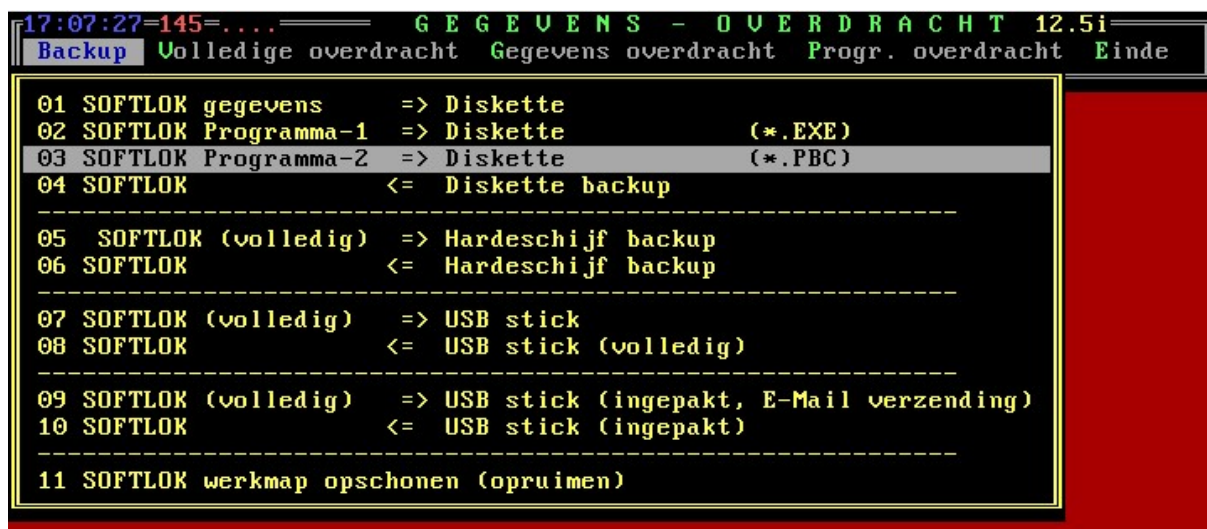 17:07:27=145=.... G E G E V E N S - O V E R D R A C H T 12.5i
Backup Volledige overdracht Gegevens overdracht Progr. overdracht Einde
01 SOFTLOK gegevens => Diskette
02 SOFTLOK Programma-1 => Diskette (*.EXE)
03 SOFTLOK Programma-2 => Diskette (*.PBC)
04 SOFTLOK <= Diskette backup
05 SOFTLOK (volledig) => Hardeschijf backup
06 SOFTLOK <= Hardeschijf backup
07 SOFTLOK (volledig) => USB stick
08 SOFTLOK <= USB stick (volledig)
09 SOFTLOK (volledig) => USB stick (ingepakt, E-Mail verzending)
10 SOFTLOK <= USB stick (ingepakt)
11 SOFTLOK werkmap opschonen (opruimen)